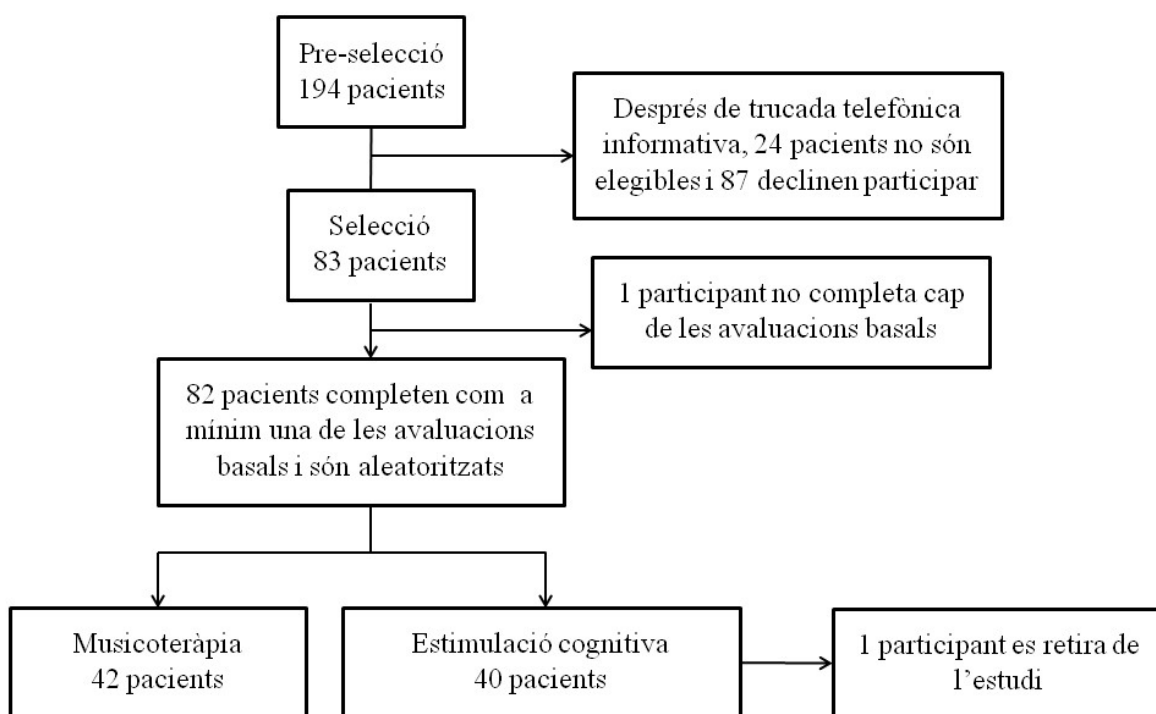 Pre-selecció
194 pacients
Després de trucada telefònica
informativa, 24 pacients no són
elegibles i 87 declinen participar
Selecció
83 pacients
1 participant no completa cap
de les avaluacions basals
82 pacients completen com a
mínim una de les avaluacions
basals i són aleatoritzats
Musicoteràpia
42 pacients
Estimulació cognitiva
40 pacients
1 participant es retira de
l’estudi